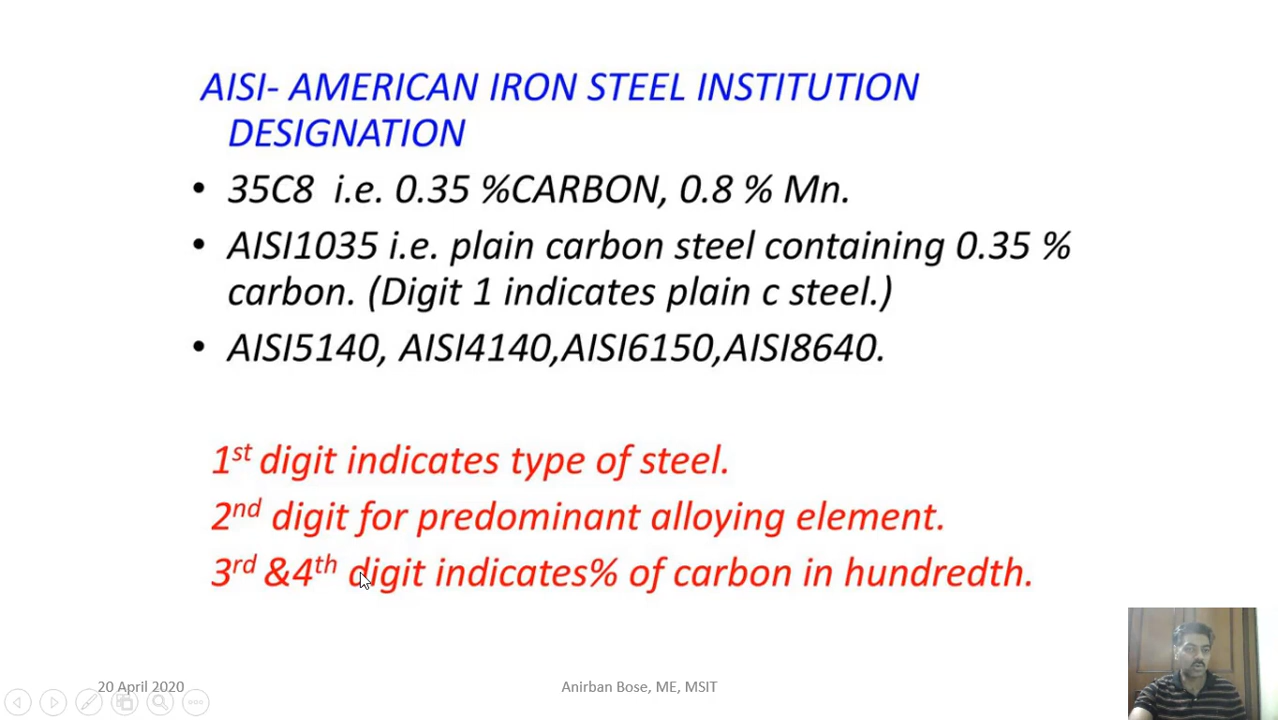 AISI- AMERICAN IRON STEEL INSTITUTION
DESIGNATION
• 35C8 i.e. 0.35 %CARBON, 0.8 % Mn.
• AISI1035 i.e. plain carbon steel containing 0.35 %
carbon. (Digit 1 indicates plain c steel.)
• AISI5140, AISI4140,AISI6150,AISI8640.
1st digit indicates type of steel.
2nd digit for predominant alloying element.
3rd &4th digit indicates% of carbon in hundredth.
20 April 2020
Anirban Bose, ME, MSIT